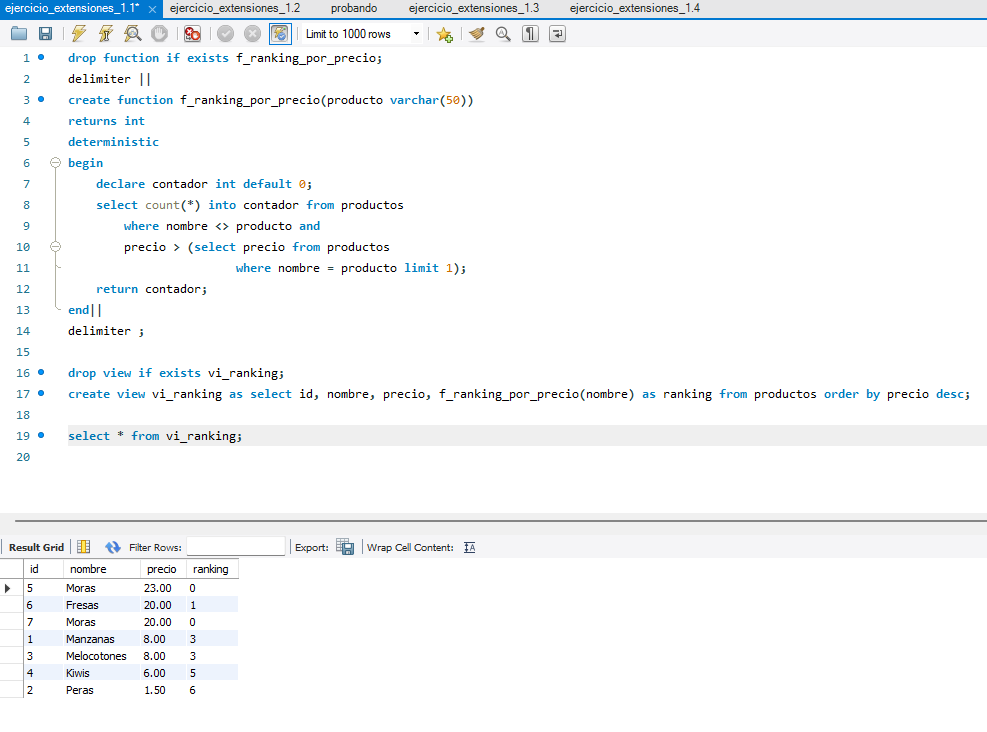 ejercicio_extensiones_1.1* × ejercicio_extensiones_1.2 probando ejercicio_extensiones_1.3 ejercicio_extensiones_1.4
Limit to 1000 rows
1 drop function if exists f_ranking_por_precio;
2 delimiter ||
3 create function f_ranking_por_precio(producto varchar(50))
4 returns int
5 deterministic
6 begin
7 declare contador int default 0;
8 select count(*) into contador from productos
9 where nombre <> producto and
10 precio > (select precio from productos
11 where nombre = producto limit 1);
12 return contador;
13 end||
14 delimiter ;
15
16 drop view if exists vi_ranking;
17 create view vi_ranking as select id, nombre, precio, f_ranking_por_precio(nombre) as ranking from productos order by precio desc;
18
19 select * from vi_ranking;
20
Result Grid Filter Rows: Export: Wrap Cell Content:
id nombre precio ranking
5 Moras 23.00 0
6 Fresas 20.00 1
7 Moras 20.00 0
1 Manzanas 8.00 3
3 Melocotones 8.00 3
4 Kiwis 6.00 5
2 Peras 1.50 6